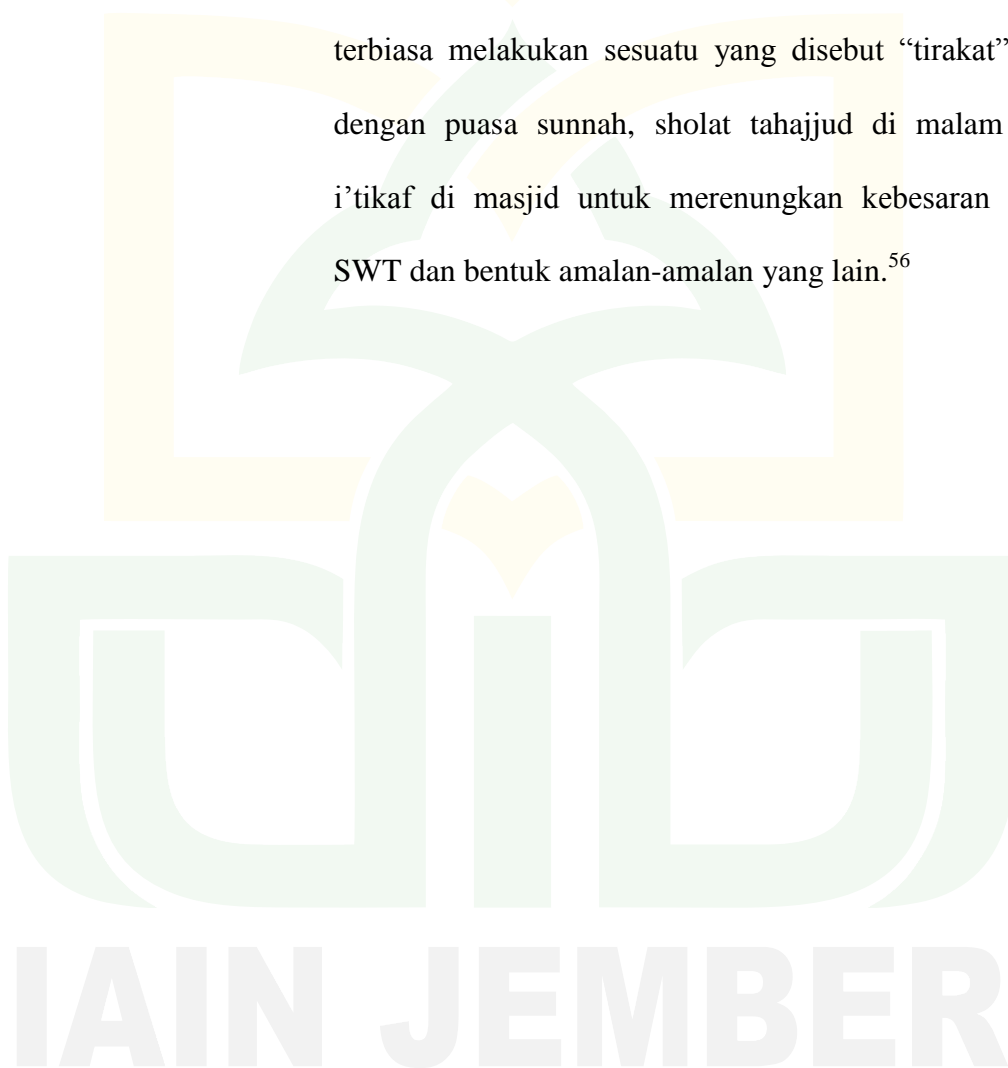 terbiasa melakukan sesuatu yang disebut “tirakat”
dengan puasa sunnah, sholat tahajjud di malam
i’tikaf di masjid untuk merenungkan kebesaran
SWT dan bentuk amalan-amalan yang lain.56
IAIN JEMBER